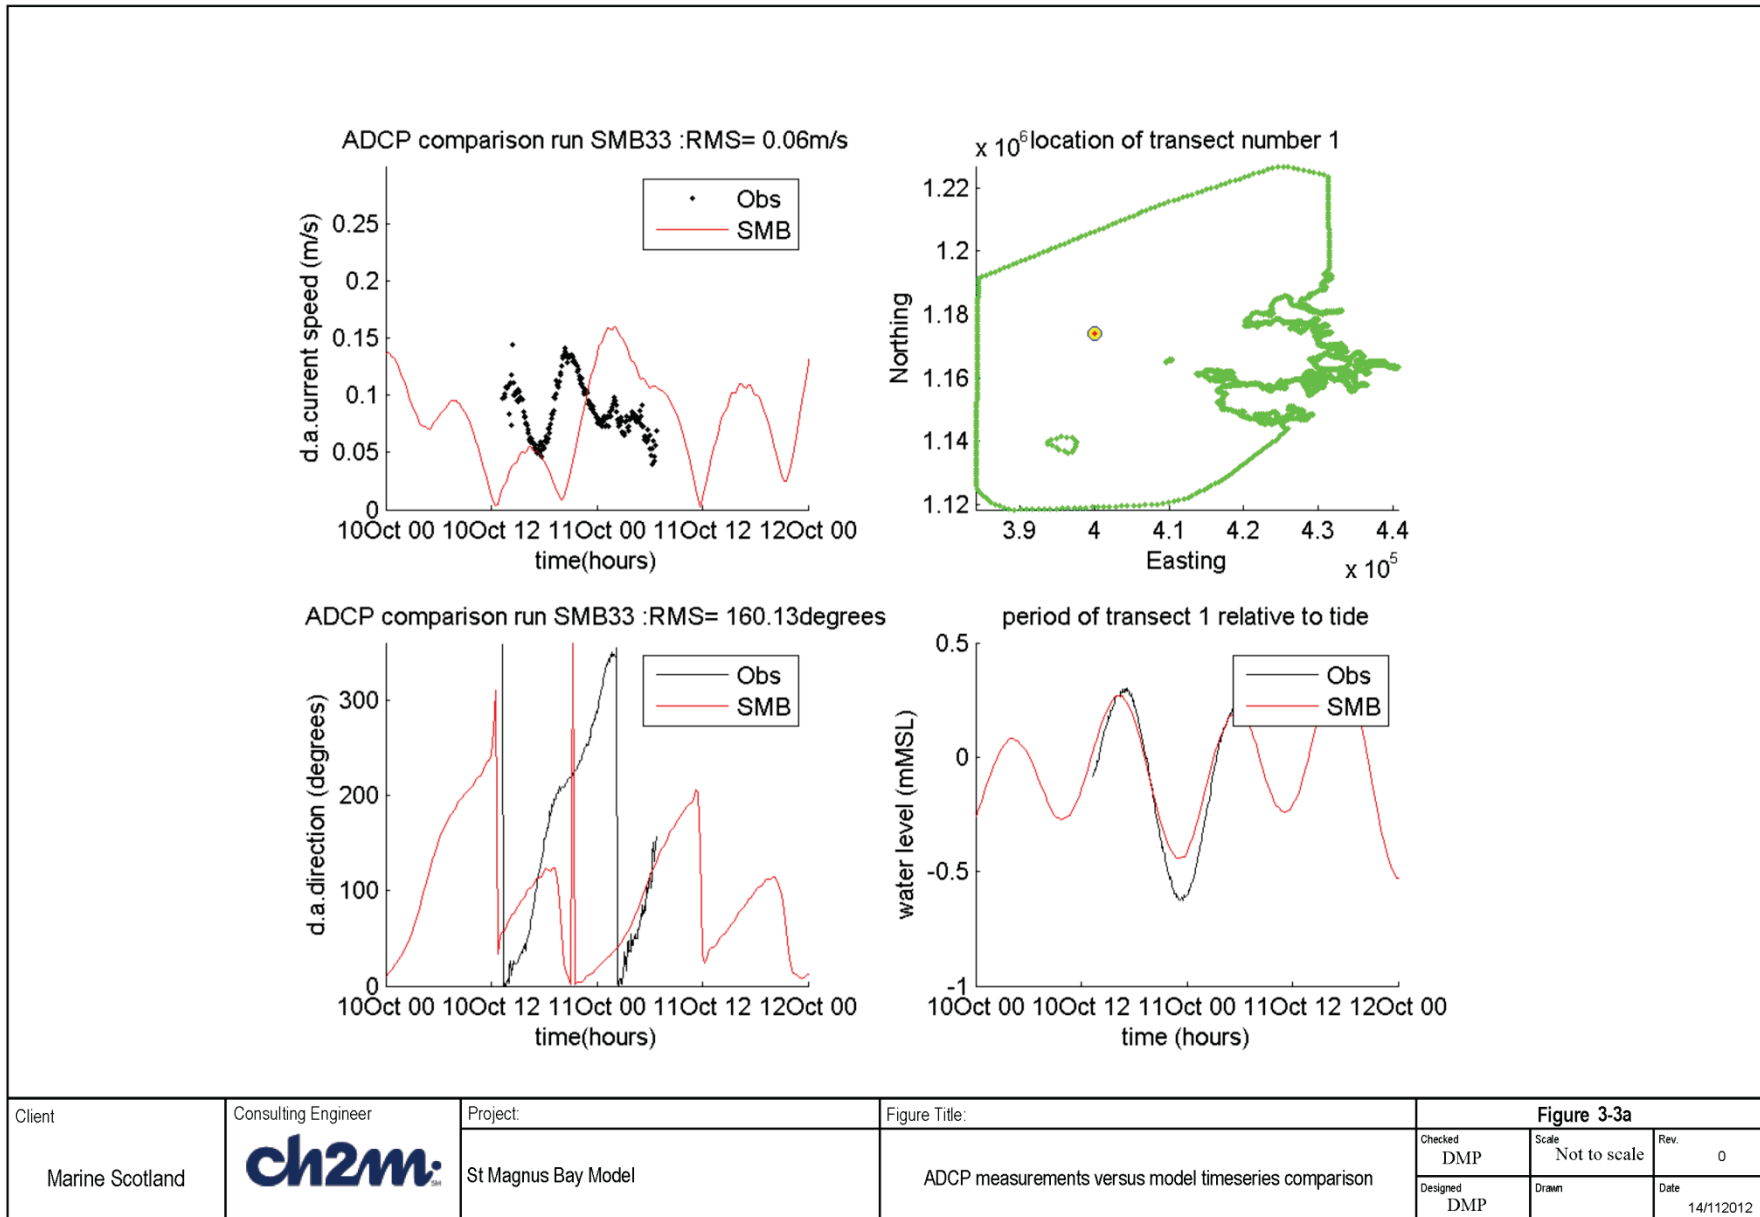 ADCP comparison run SMB33 :RMS= 0.06m/s
Obs
SMB
0.25
0.2
0.15
0.1
0.05
0
d.a.current speed (m/s)
10Oct 00 10Oct 12 11Oct 00 11Oct 12 12Oct 00
time(hours)
x 10^6 location of transect number 1
1.22
1.2
1.18
1.16
1.14
1.12
Northing
3.9 4 4.1 4.2 4.3 4.4
Easting
x 10^5
ADCP comparison run SMB33 :RMS= 160.13degrees
Obs
SMB
300
200
100
0
d.a.direction (degrees)
10Oct 00 10Oct 12 11Oct 00 11Oct 12 12Oct 00
time(hours)
period of transect 1 relative to tide
Obs
SMB
0.5
0
-0.5
-1
water level (mMSL)
10Oct 00 10Oct 12 11Oct 00 11Oct 12 12Oct 00
time (hours)
Client
Marine Scotland
Consulting Engineer
ch2m:
SM
Project:
St Magnus Bay Model
Figure Title:
ADCP measurements versus model timeseries comparison
Figure 3-3a
Checked
DMP
Scale
Not to scale
Rev.
0
Designed
DMP
Drawn
Date
14/112012